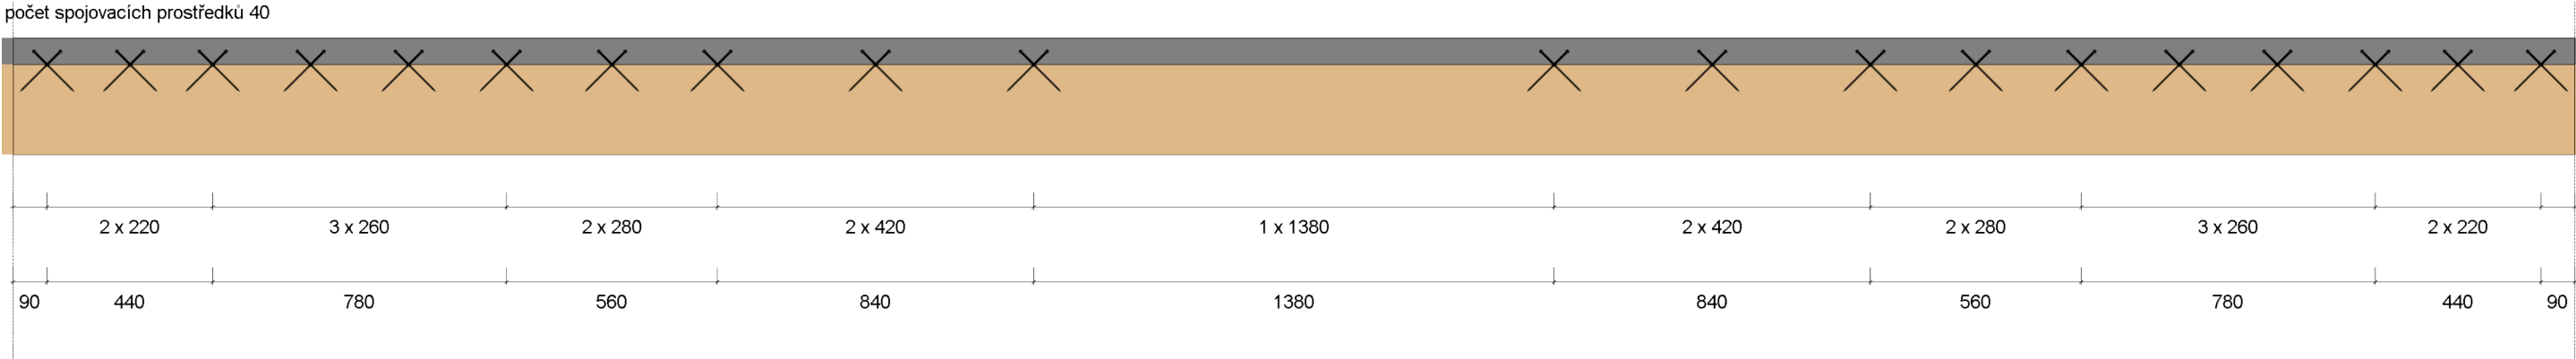 počet spojovacích prostředků 40
2 x 220 3 x 260 2 x 280 2 x 420 1 x 1380 2 x 420 2 x 280 3 x 260 2 x 220
90 440 780 560 840 1380 840 560 780 440 90